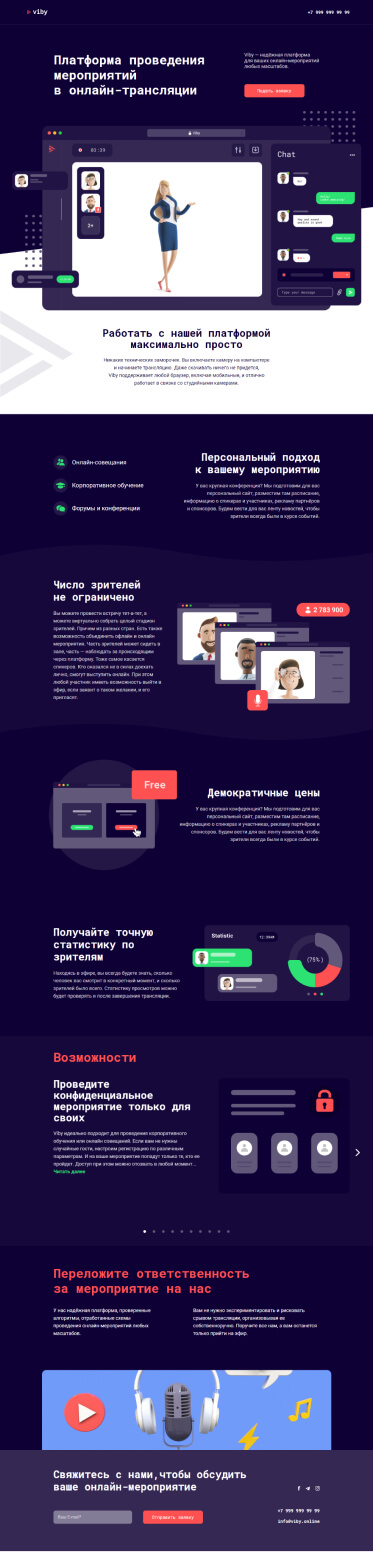 viby
+7 999 999 99 99
Платформа проведения
мероприятий
в онлайн-трансляции
Viby — надёжная платформа
для ваших онлайн-мероприятий
любых масштабов.
Подать заявку
viby
Chat
2+
Type your message
Работать с нашей платформой
максимально просто
Никаких технических заморочек. Вы включаете камеру на компьютере
и начинаете трансляцию. Даже скачивать ничего не придется,
Viby поддерживает любой браузер, включая мобильные, и отлично
работает в связке со студийными камерами.
Онлайн-совещания
Корпоративное обучение
Форумы и конференции
Персональный подход
к вашему мероприятию
У вас крупная конференция? Мы подготовим для вас
персональный сайт, разместим там расписание,
информацию о спикерах и участниках, рекламу партнёров
и спонсоров. Будем вести для вас ленту новостей, чтобы
зрители всегда были в курсе событий.
Число зрителей
не ограничено
Вы можете провести встречу тет-а-тет, а
можете виртуально собрать целый стадион
зрителей. Причем из разных стран. Есть также
возможность объединить офлайн и онлайн
мероприятия. Часть зрителей может сидеть в
зале, часть — наблюдать за происходящим
через платформу. Тоже самое касается
спикеров. Кто оказался не в силах доехать
лично, смогут выступить онлайн. При этом
любой участник имеет возможность выйти в
эфир, если заявит о таком желании, и его
пригласят.
2 783 900
Free
Демократичные цены
У вас крупная конференция? Мы подготовим для вас
персональный сайт, разместим там расписание,
информацию о спикерах и участниках, рекламу партнёров и
спонсоров. Будем вести для вас ленту новостей, чтобы
зрители всегда были в курсе событий.
Получайте точную
статистику по
зрителям
Находясь в эфире, вы всегда будете знать, сколько
человек вас смотрит в конкретный момент, и сколько
зрителей было всего. Статистику просмотров можно
будет проверять и после завершения трансляции.
Statistic
(75%)
Возможности
Проведите
конфиденциальное
мероприятие только для
своих
Viby идеально подходит для проведения корпоративного
обучения или онлайн совещаний. Если вам не нужны
случайные гости, настроим регистрацию по различным
параметрам. И на ваше мероприятие попадут только те, кто ее
пройдет. Доступ при этом можно отозвать в любой момент...
Читать далее
Переложите ответственность
за мероприятие на нас
У нас надёжная платформа, проверенные
алгоритмы, отработанные схемы
проведения онлайн-мероприятий любых
масштабов.
Вам не нужно экспериментировать и рисковать
срывом трансляции, организовывая ее
собственноручно. Поручите все нам, а вам останется
только прийти на эфир.
Свяжитесь с нами,чтобы обсудить
ваше онлайн-мероприятие
Ваш E-mail*
Отправить заявку
+7 999 999 99 99
info@viby.online